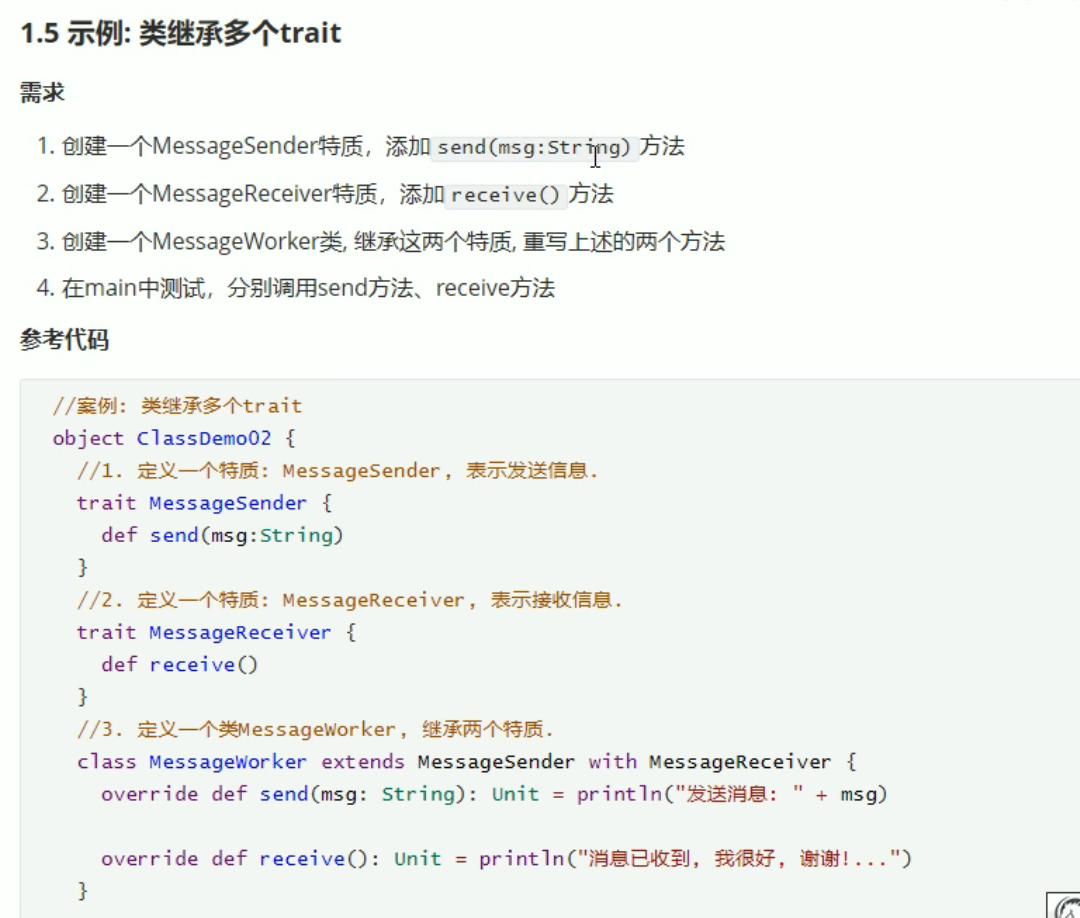 1.5 示例: 类继承多个trait
需求
1. 创建一个MessageSender特质，添加 send(msg:String) 方法
2. 创建一个MessageReceiver特质，添加 receive() 方法
3. 创建一个MessageWorker类, 继承这两个特质, 重写上述的两个方法
4. 在main中测试，分别调用send方法、receive方法
参考代码
//案例: 类继承多个trait
object ClassDemo02 {
//1. 定义一个特质: MessageSender, 表示发送信息.
trait MessageSender {
def send(msg:String)
}
//2. 定义一个特质: MessageReceiver, 表示接收信息.
trait MessageReceiver {
def receive()
}
//3. 定义一个类MessageWorker, 继承两个特质.
class MessageWorker extends MessageSender with MessageReceiver {
override def send(msg: String): Unit = println("发送消息: " + msg)
override def receive(): Unit = println("消息已收到, 我很好, 谢谢!...")
}